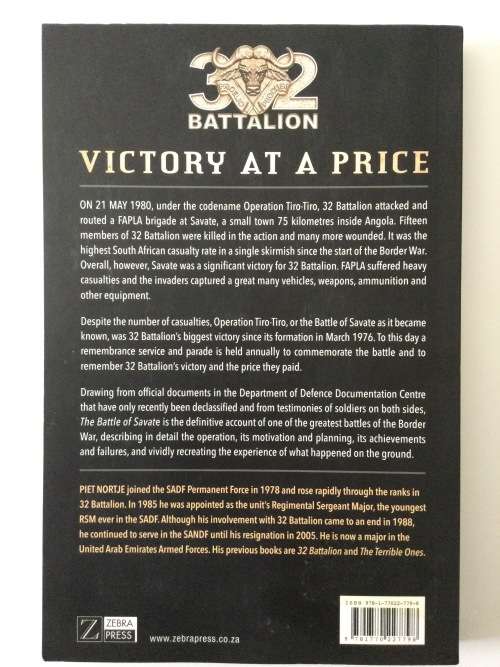 32
BATTALION
VICTORY AT A PRICE
ON 21 MAY 1980, under the codename Operation Tiro-Tiro, 32 Battalion attacked and
routed a FAPLA brigade at Savate, a small town 75 kilometres inside Angola. Fifteen
members of 32 Battalion were killed in the action and many more wounded. It was the
highest South African casualty rate in a single skirmish since the start of the Border War.
Overall, however, Savate was a significant victory for 32 Battalion. FAPLA suffered heavy
casualties and the invaders captured a great many vehicles, weapons, ammunition and
other equipment.
Despite the number of casualties, Operation Tiro-Tiro, or the Battle of Savate as it became
known, was 32 Battalion's biggest victory since its formation in March 1976. To this day a
remembrance service and parade is held annually to commemorate the battle and to
remember 32 Battalion's victory and the price they paid.
Drawing from official documents in the Department of Defence Documentation Centre
that have only recently been declassified and from testimonies of soldiers on both sides,
The Battle of Savate is the definitive account of one of the greatest battles of the Border
War, describing in detail the operation, its motivation and planning, its achievements
and failures, and vividly recreating the experience of what happened on the ground.
PIET NORTJE joined the SADF Permanent Force in 1978 and rose rapidly through the ranks in
32 Battalion. In 1985 he was appointed as the unit's Regimental Sergeant Major, the youngest
RSM ever in the SADF. Although his involvement with 32 Battalion came to an end in 1988,
he continued to serve in the SANDF until his resignation in 2005. He is now a major in the
United Arab Emirates Armed Forces. His previous books are 32 Battalion and The Terrible Ones.
ISBN 978-1-77022-779-8
9 781770 227798
Z
ZEBRA
PRESS
www.zebrapress.co.za